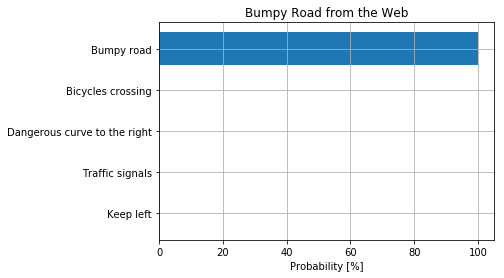 Bumpy Road from the Web
Bumpy road
Bicycles crossing
Dangerous curve to the right
Traffic signals
Keep left
0 20 40 60 80 100
Probability [%]